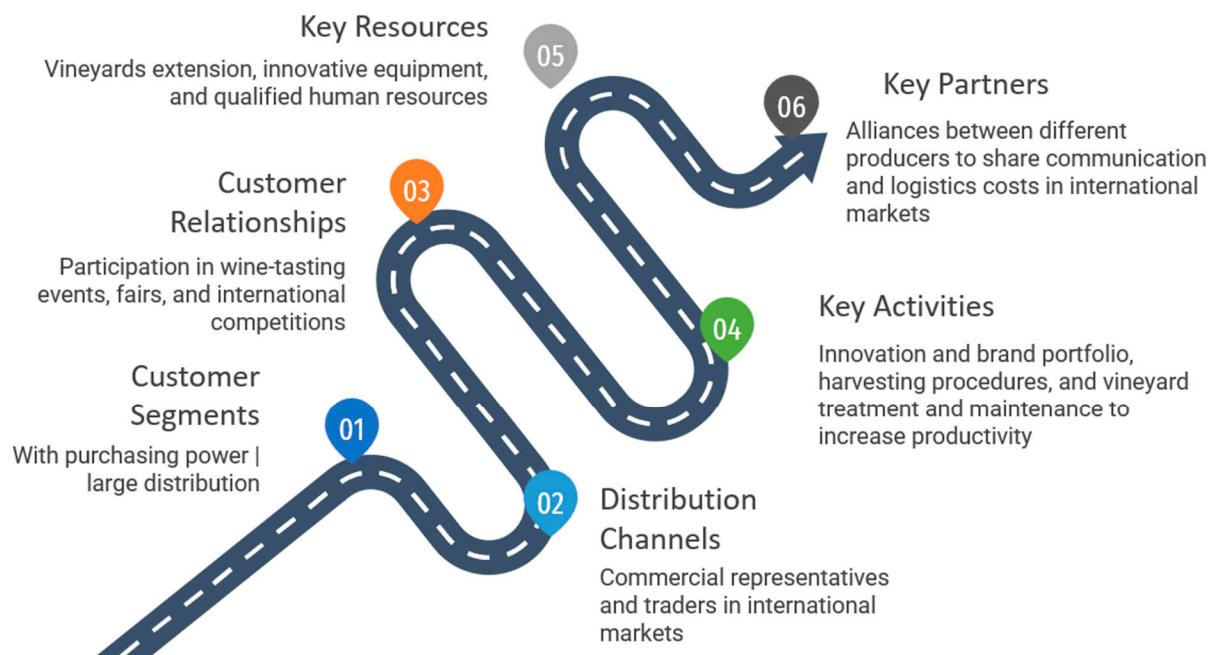 01
Customer
Segments
With purchasing power |
large distribution
02
Distribution
Channels
Commercial representatives
and traders in international
markets
03
Customer
Relationships
Participation in wine-tasting
events, fairs, and international
competitions
04
Key Activities
Innovation and brand portfolio,
harvesting procedures, and vineyard
treatment and maintenance to
increase productivity
05
Key Resources
Vineyards extension, innovative equipment,
and qualified human resources
06
Key Partners
Alliances between different
producers to share communication
and logistics costs in international
markets